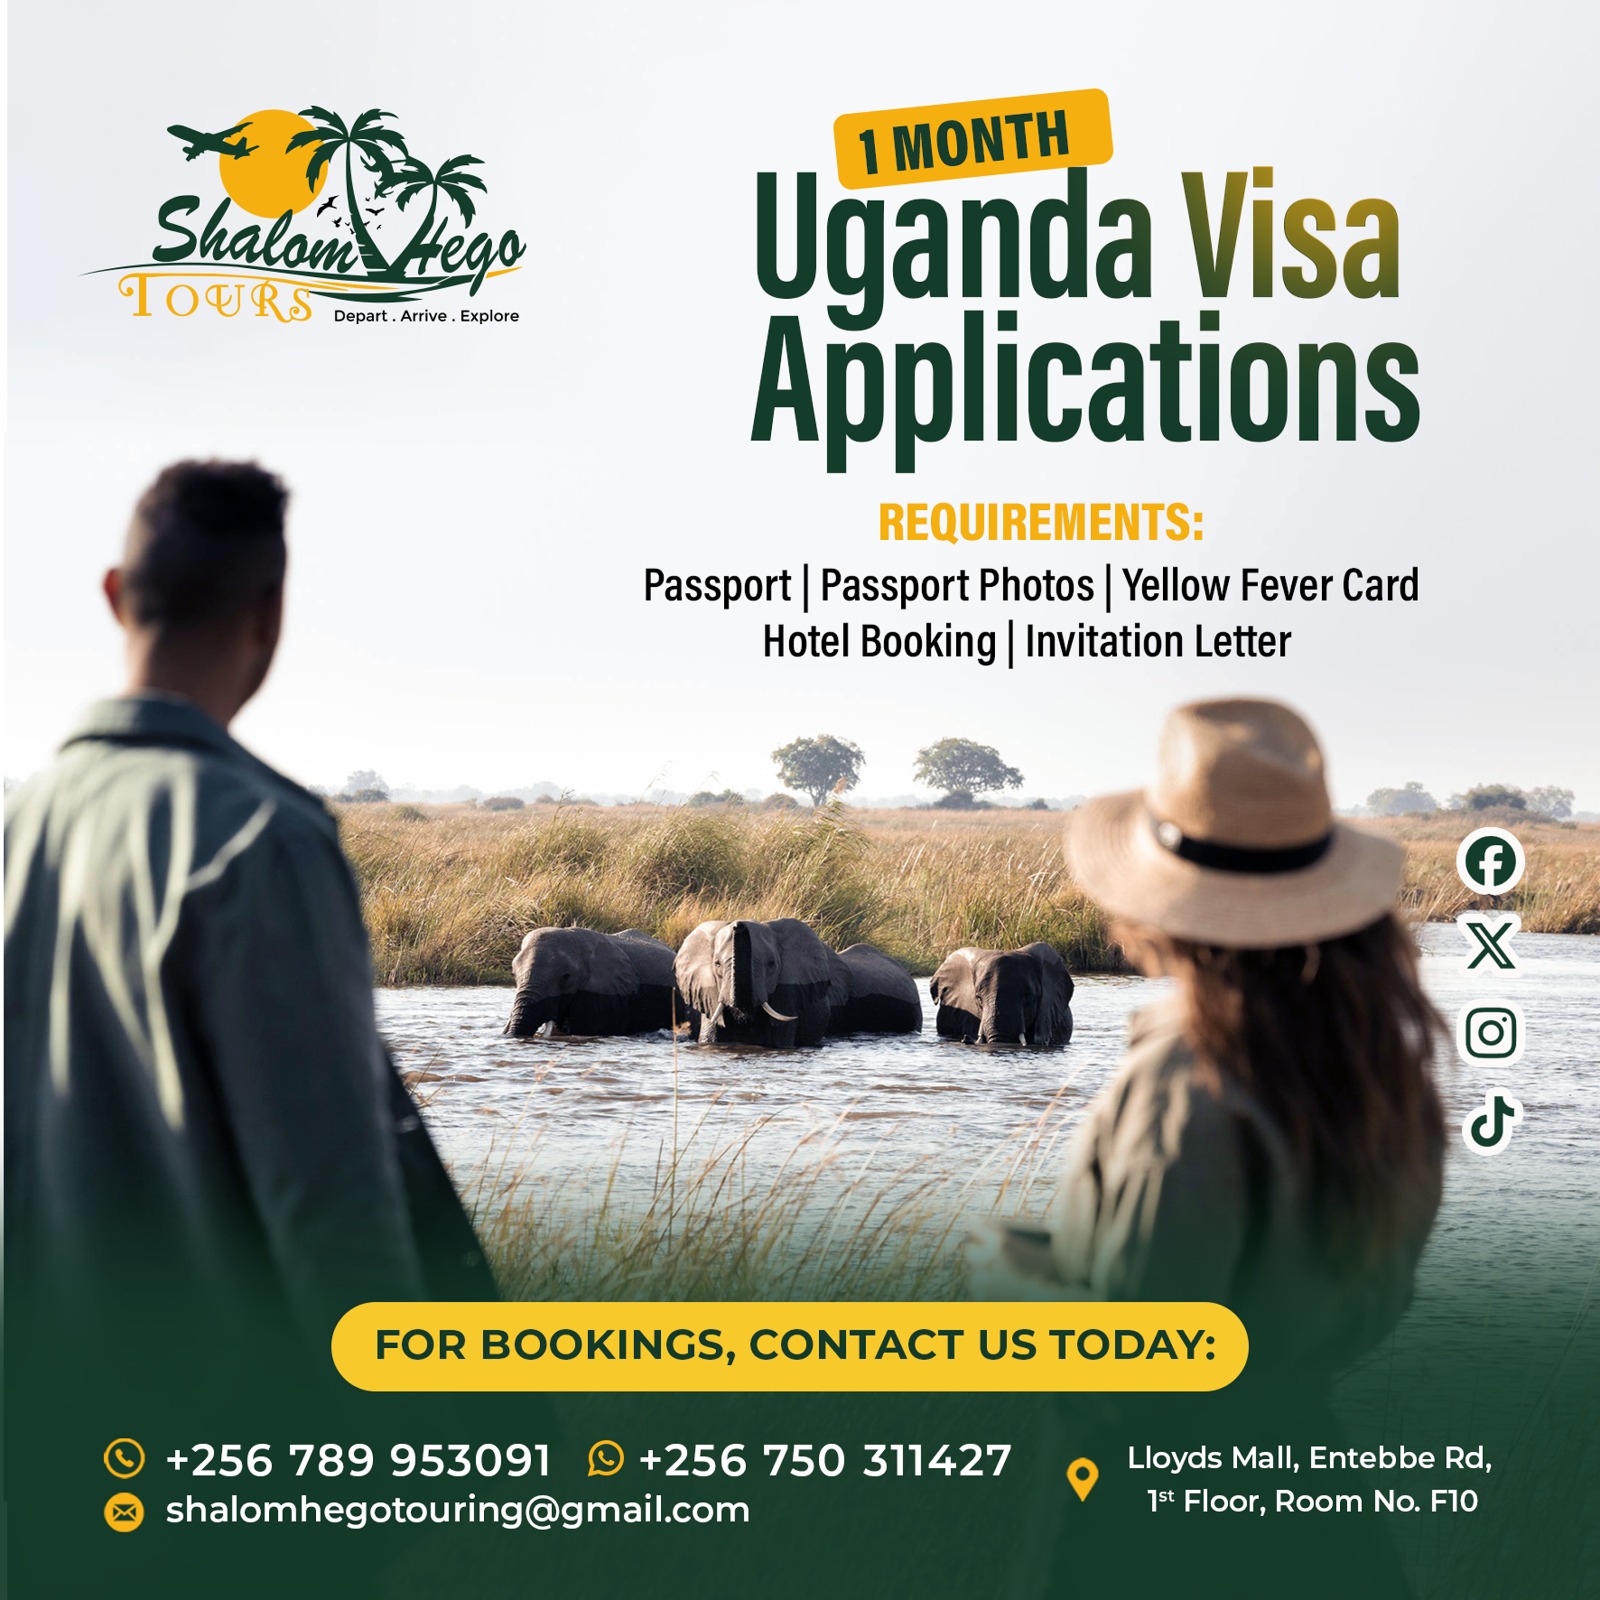 Shalom Hego
TOURS
Depart . Arrive . Explore
1 MONTH
Uganda Visa
Applications
REQUIREMENTS:
Passport | Passport Photos | Yellow Fever Card
Hotel Booking | Invitation Letter
FOR BOOKINGS, CONTACT US TODAY:
+256 789 953091
+256 750 311427
shalomhegotouring@gmail.com
Lloyds Mall, Entebbe Rd,
1st Floor, Room No. F10